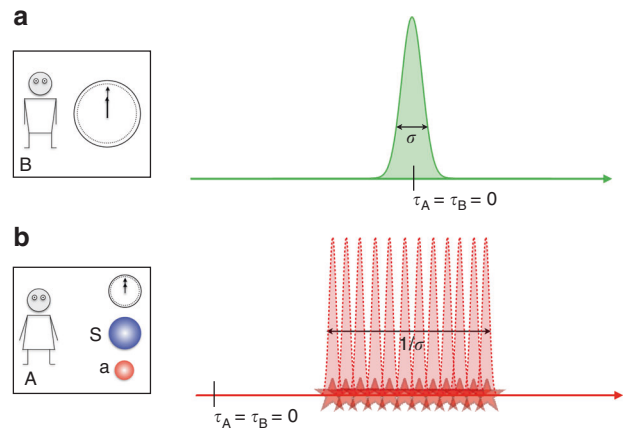 a
B
σ
τA = τB = 0
b
S
a
A
1/σ
τA = τB = 0